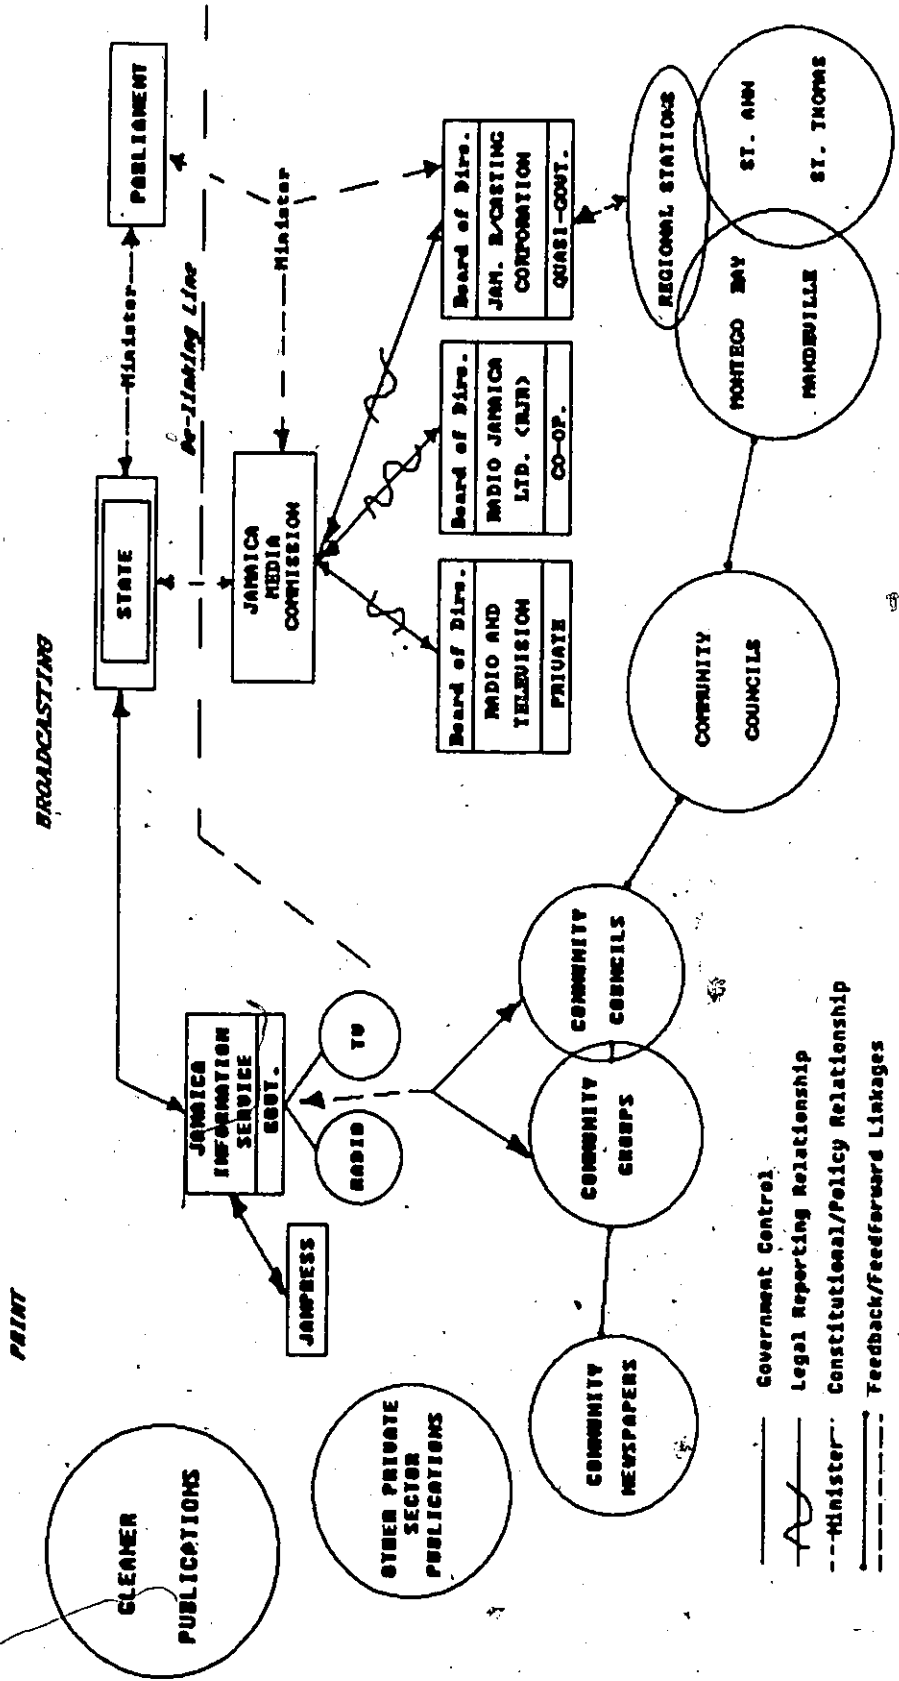 PRINT
BROADCASTING
GLEANER
PUBLICATIONS
OTHER PRIVATE
SECTOR
PUBLICATIONS
COMMUNITY
NEWSPAPERS
JAMPRESS
JAMAICA
INFORMATION
SERVICE
GOVT.
RADIO
TV
COMMUNITY
GROUPS
COMMUNITY
COUNCILS
STATE
Minister
PARLIAMENT
De-linking Line
JAMAICA
MEDIA
COMMISSION
Minister
Board of Dirs.
RADIO AND
TELEVISION
PRIVATE
Board of Dirs.
RADIO JAMAICA
LTD. (RJR)
CO-OP.
Board of Dirs.
JAM. B/CASTING
CORPORATION
QUASI-GOVT.
COMMUNITY
COUNCILS
REGIONAL STATIONS
MONTEGO BAY
MANDEVILLE
ST. ANN
ST. THOMAS
Government Control
Legal Reporting Relationship
---Minister-- Constitutional/Policy Relationship
Feedback/Feedforward Linkages